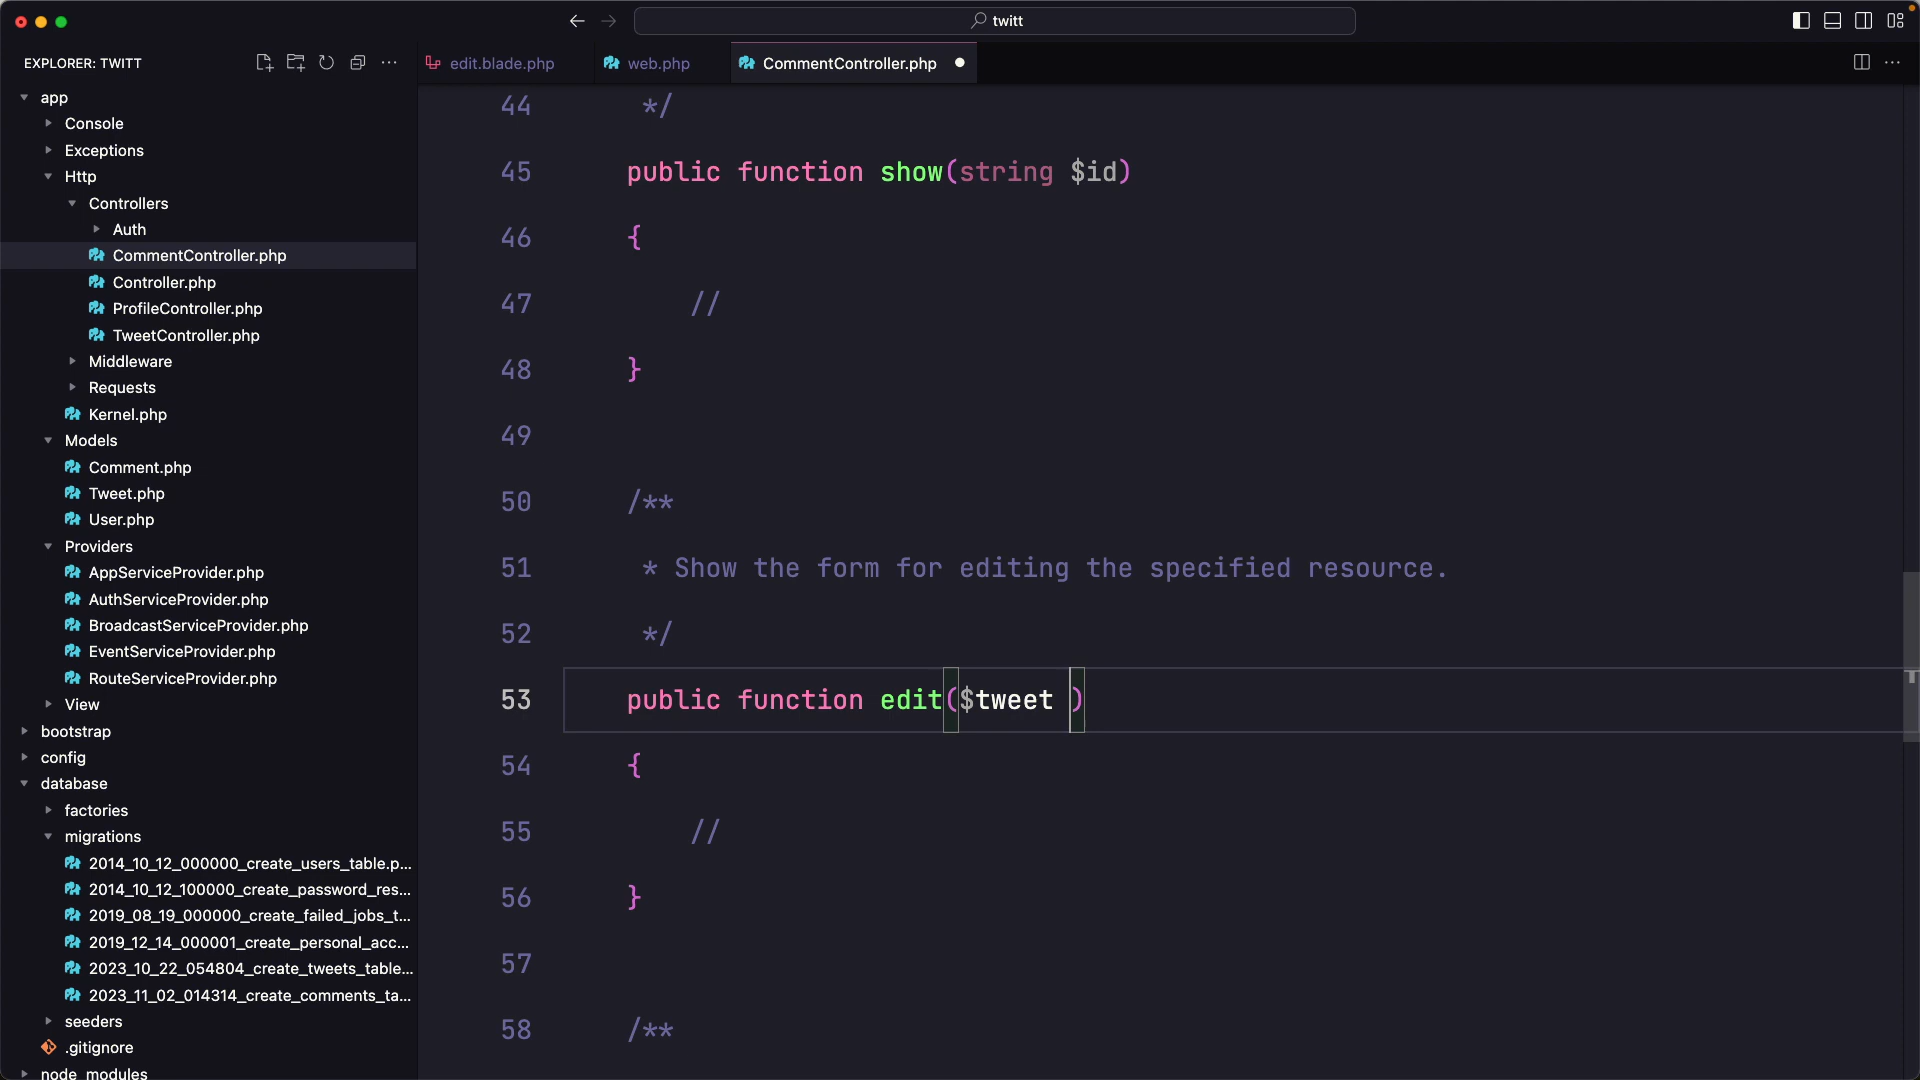 twitt
EXPLORER: TWITT
edit.blade.php
web.php
CommentController.php
app
Console
Exceptions
Http
Controllers
Auth
CommentController.php
Controller.php
ProfileController.php
TweetController.php
Middleware
Requests
Kernel.php
Models
Comment.php
Tweet.php
User.php
Providers
AppServiceProvider.php
AuthServiceProvider.php
BroadcastServiceProvider.php
EventServiceProvider.php
RouteServiceProvider.php
View
bootstrap
config
database
factories
migrations
2014_10_12_000000_create_users_table.p...
2014_10_12_100000_create_password_res...
2019_08_19_000000_create_failed_jobs_t...
2019_12_14_000001_create_personal_acc...
2023_10_22_054804_create_tweets_table...
2023_11_02_014314_create_comments_ta...
seeders
.gitignore
node_modules
44 */
45 public function show(string $id)
46 {
47 //
48 }
49
50 /**
51 * Show the form for editing the specified resource.
52 */
53 public function edit($tweet )
54 {
55 //
56 }
57
58 /**